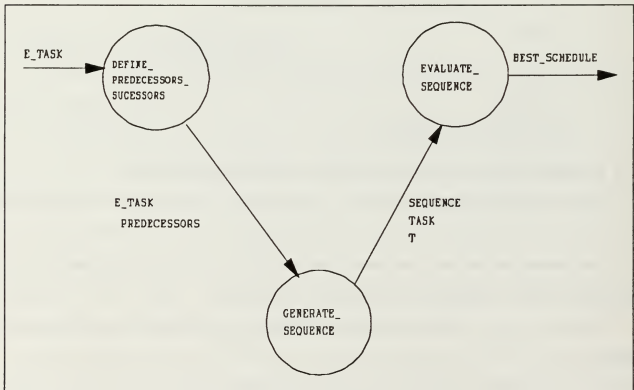 E_TASK
DEFINE_
PREDECESSORS_
SUCESSORS
EVALUATE_
SEQUENCE
BEST_SCHEDULE
E_TASK
PREDECESSORS
SEQUENCE
TASK
T
GENERATE_
SEQUENCE